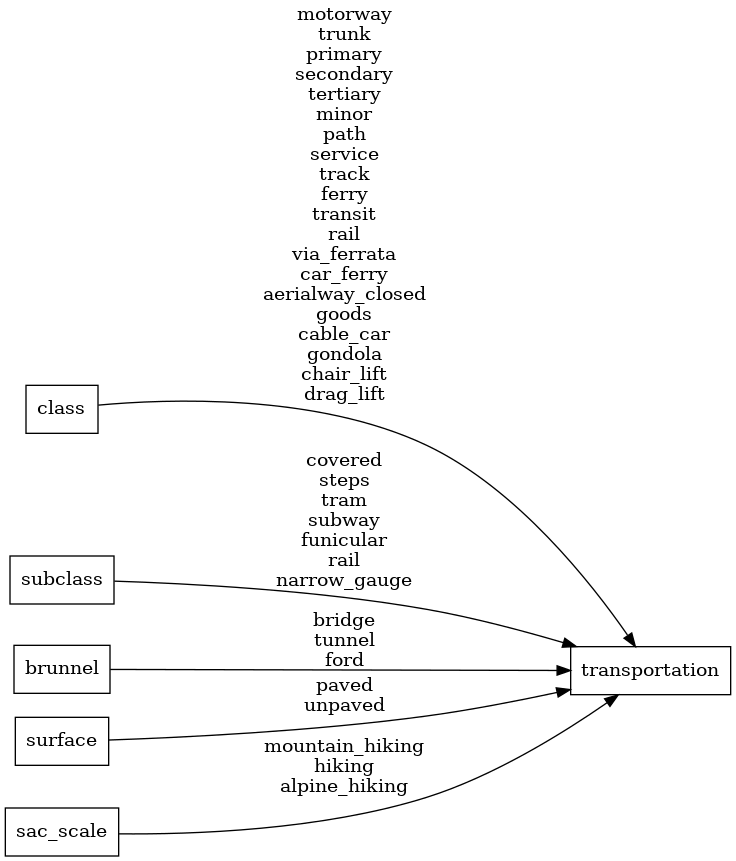 motorway
trunk
primary
secondary
tertiary
minor
path
service
track
ferry
transit
rail
via_ferrata
car_ferry
aerialway_closed
goods
cable_car
gondola
chair_lift
drag_lift
class
covered
steps
tram
subway
funicular
rail
narrow_gauge
subclass
bridge
tunnel
ford
brunnel
transportation
paved
unpaved
surface
mountain_hiking
hiking
alpine_hiking
sac_scale